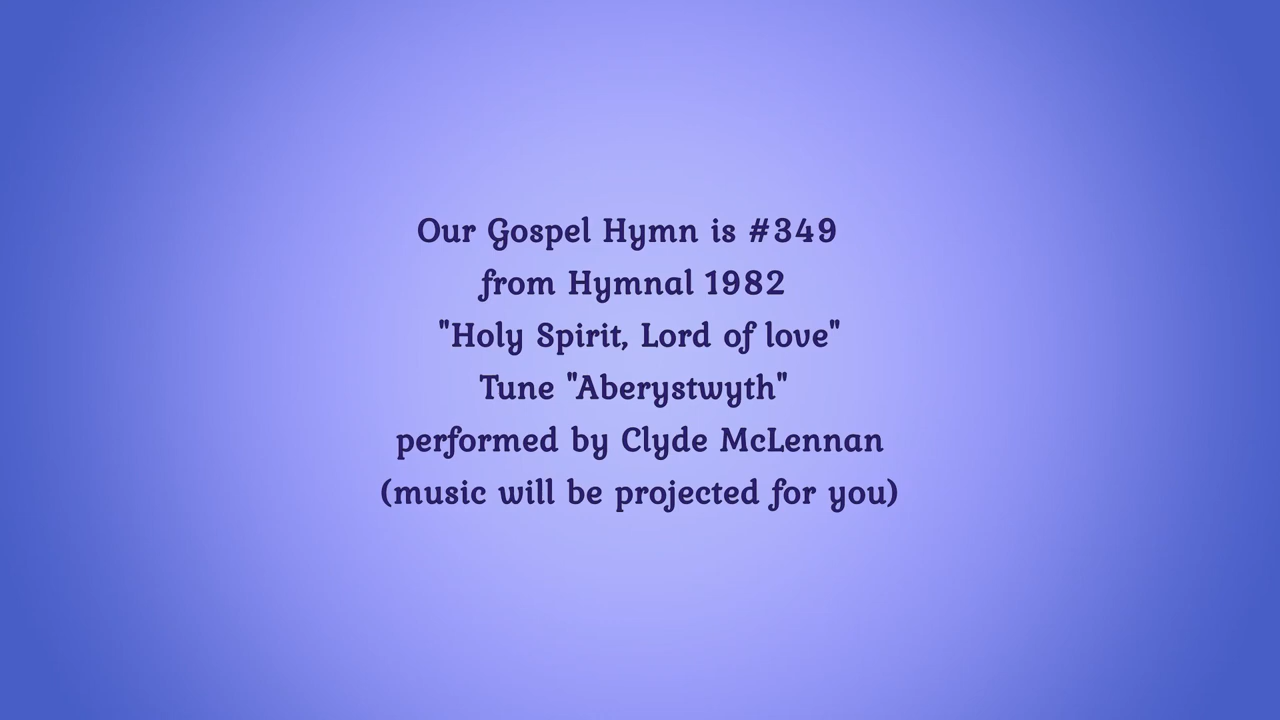 Our Gospel Hymn is #349
from Hymnal 1982
"Holy Spirit, Lord of love"
Tune "Aberystwyth"
performed by Clyde McLennan
(music will be projected for you)